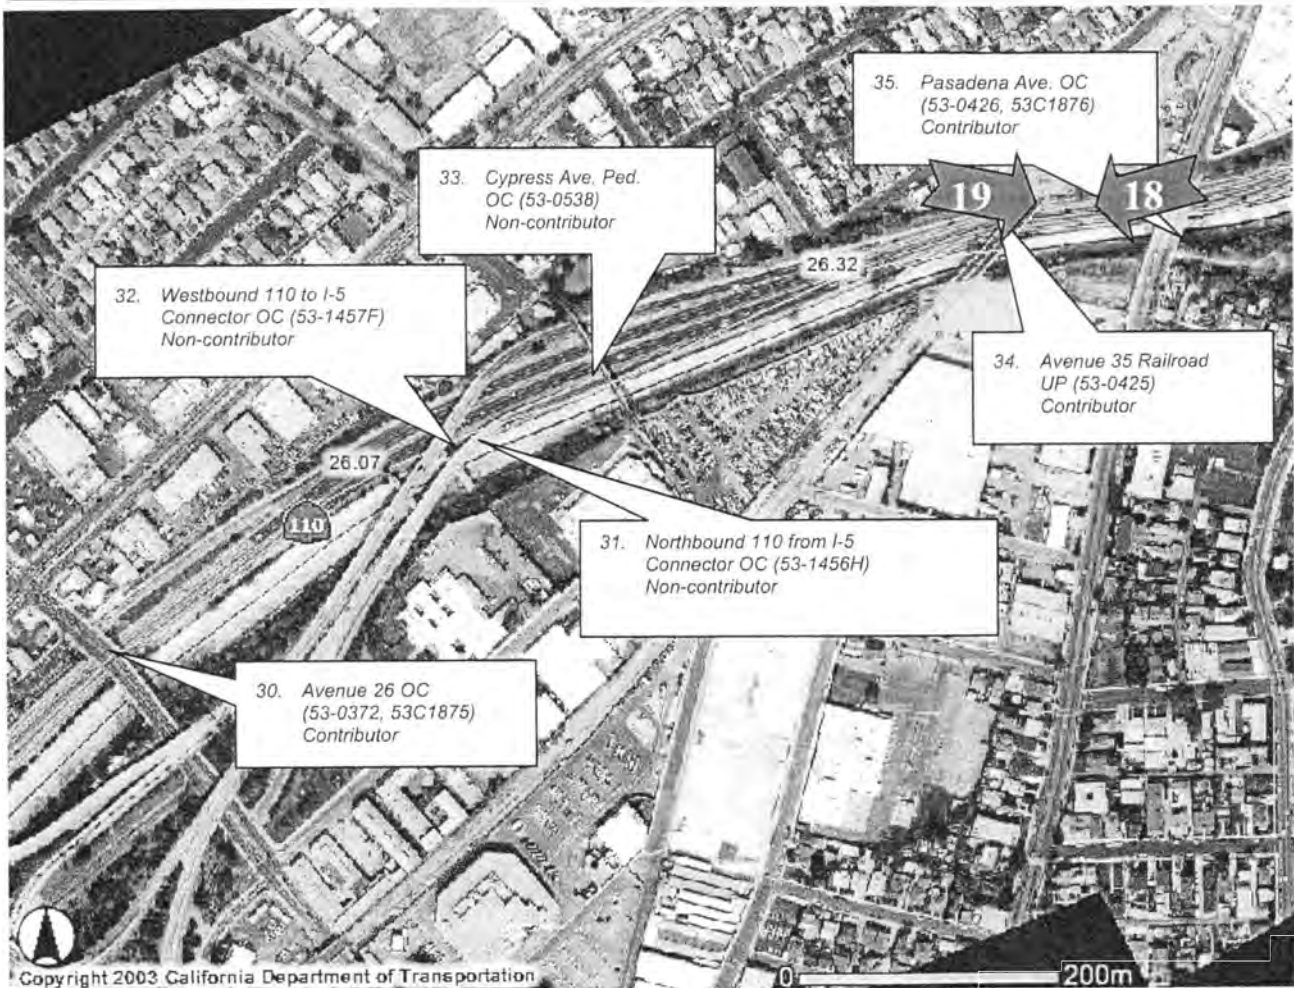 35. Pasadena Ave. OC
(53-0426, 53C1876)
Contributor
33. Cypress Ave. Ped.
OC (53-0538)
Non-contributor
19
18
26.32
32. Westbound 110 to I-5
Connector OC (53-1457F)
Non-contributor
34. Avenue 35 Railroad
UP (53-0425)
Contributor
26.07
110
31. Northbound 110 from I-5
Connector OC (53-1456H)
Non-contributor
30. Avenue 26 OC
(53-0372, 53C1875)
Contributor
Copyright 2003 California Department of Transportation
0 200m